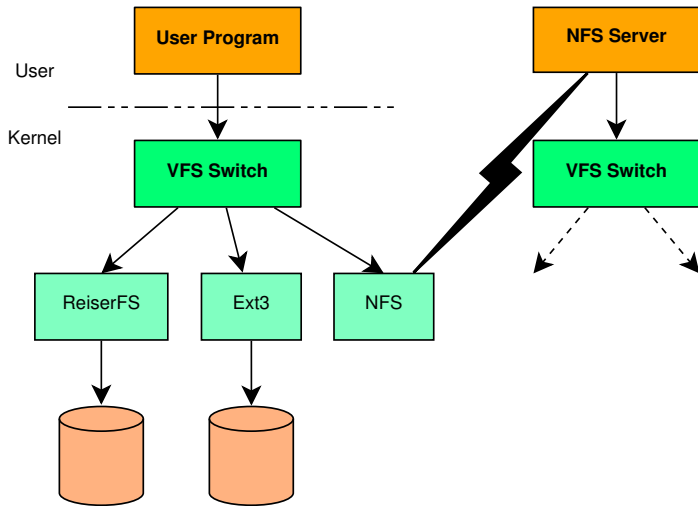 User Program
NFS Server
User
Kernel
VFS Switch
VFS Switch
ReiserFS
Ext3
NFS